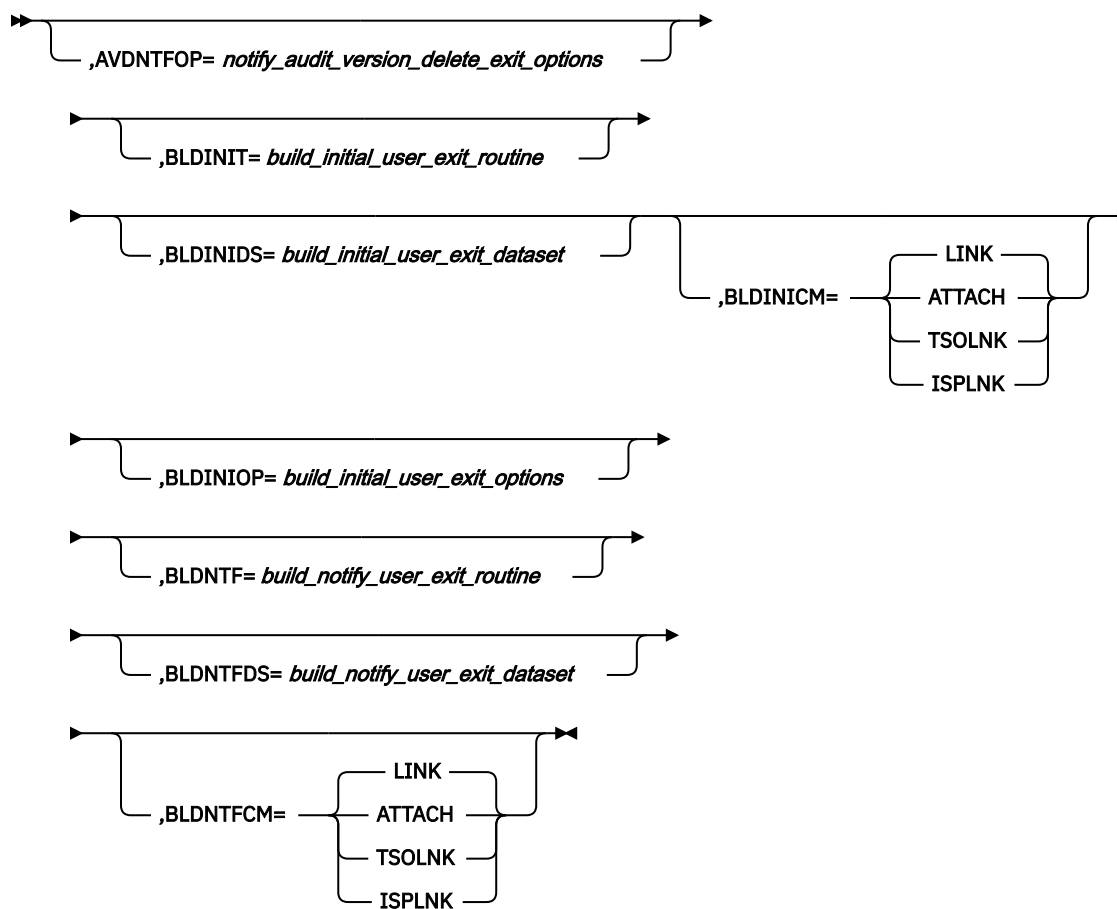 ,AVDNTFOP= notify_audit_version_delete_exit_options
,BLDINIT= build_initial_user_exit_routine
,BLDINIDS= build_initial_user_exit_dataset
,BLDINICM=
LINK
ATTACH
TSOLNK
ISPLNK
,BLDINIOP= build_initial_user_exit_options
,BLDNTF= build_notify_user_exit_routine
,BLDNTFDS= build_notify_user_exit_dataset
,BLDNTFCM=
LINK
ATTACH
TSOLNK
ISPLNK